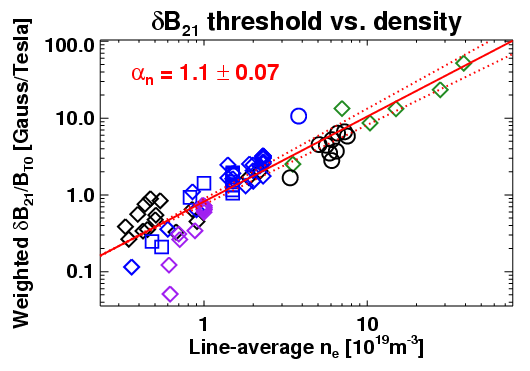 δB21 threshold vs. density
αn = 1.1 ± 0.07
Weighted δB21/BT0 [Gauss/Tesla]
100.0
10.0
1.0
0.1
1
10
Line-average ne [10^19m^-3]